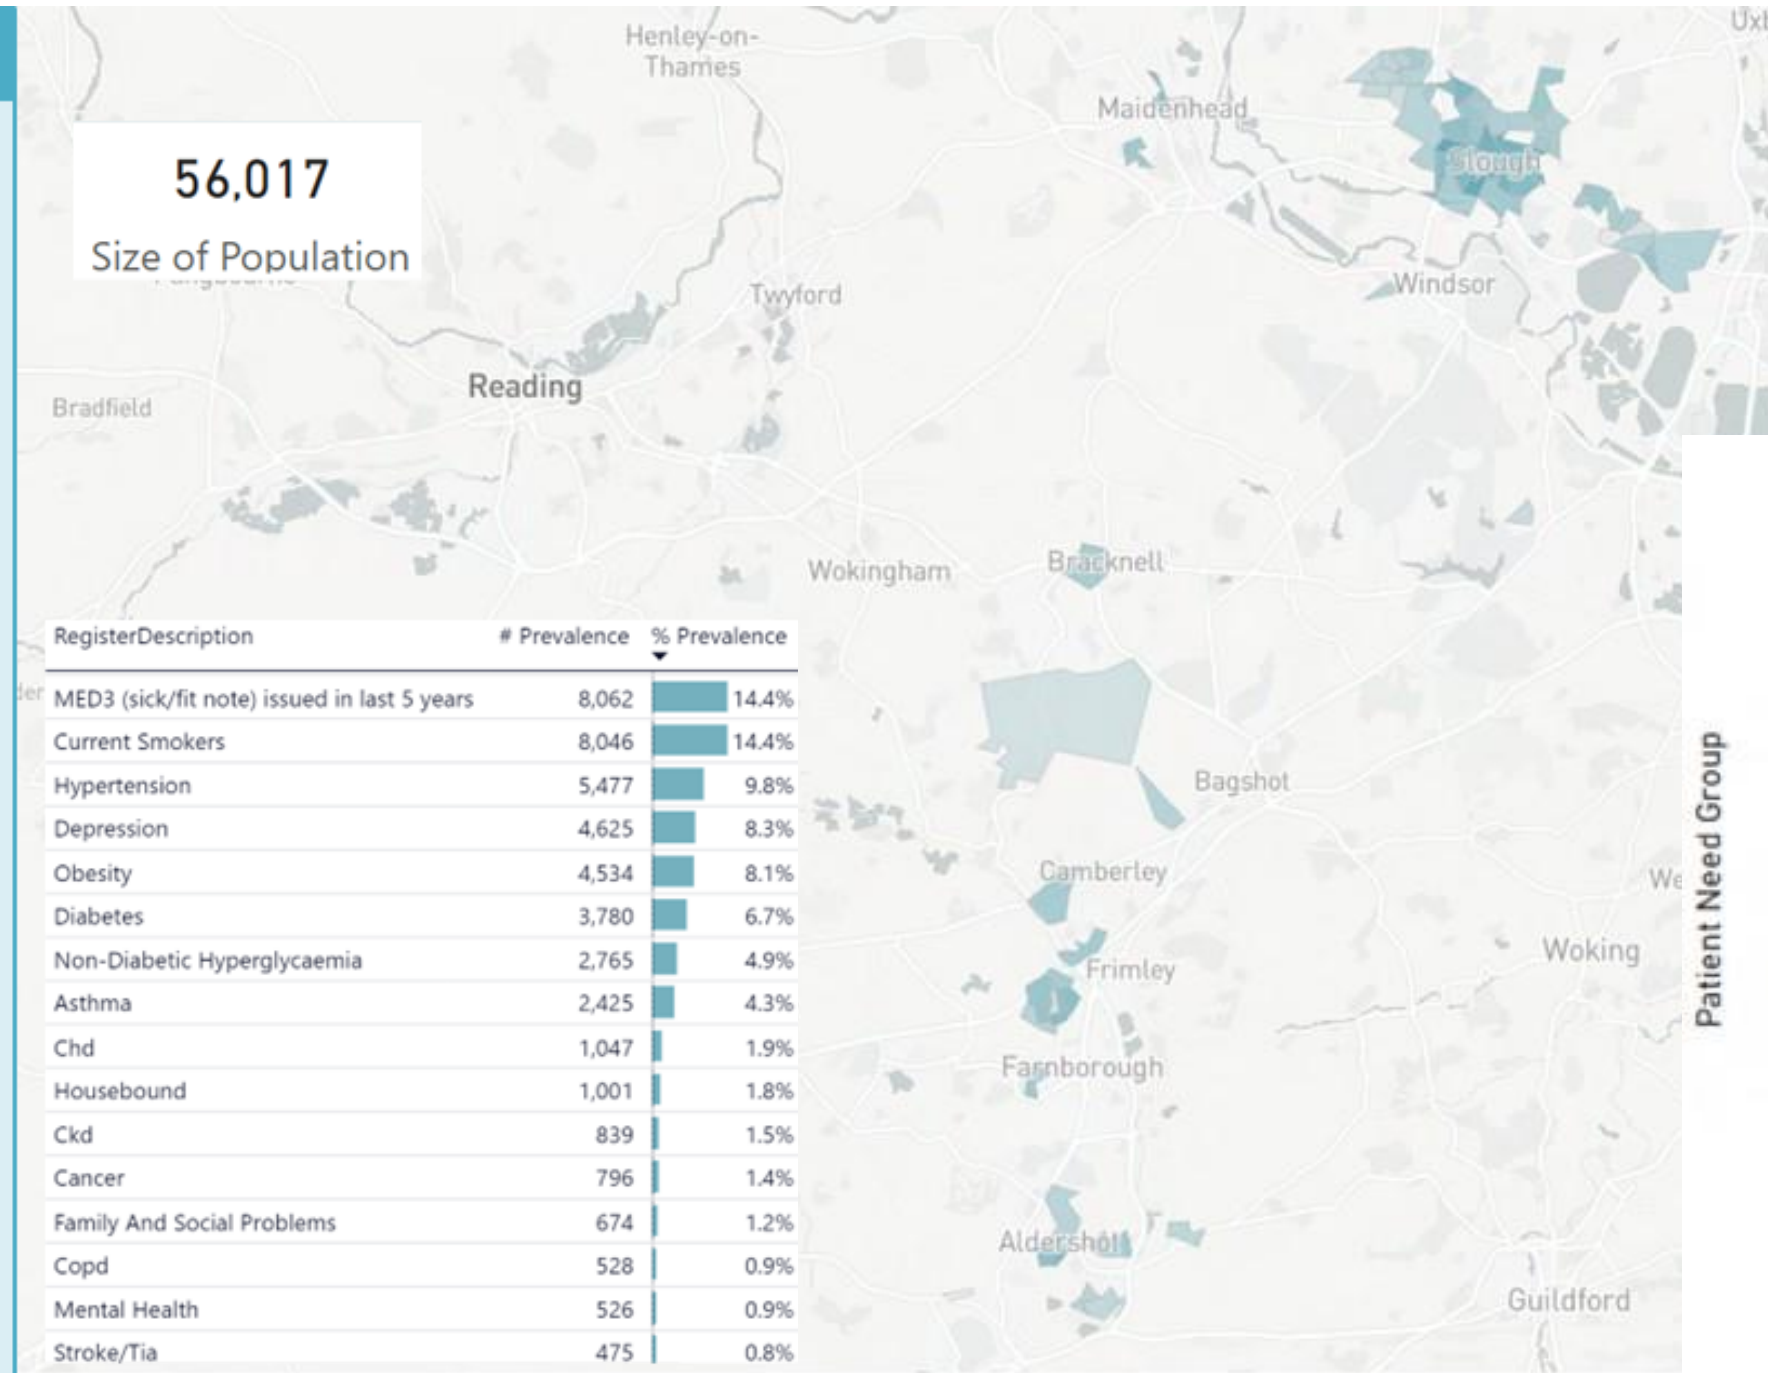 Henley-on-
Thames
Maidenhead
Slough
56,017
Size of Population
Windsor
Twyford
Reading
Bradfield
Wokingham
Bracknell
Bagshot
Camberley
Frimley
Woking
Farnborough
Aldershot
Guildford
Patient Need Group
RegisterDescription # Prevalence % Prevalence
MED3 (sick/fit note) issued in last 5 years 8,062 14.4%
Current Smokers 8,046 14.4%
Hypertension 5,477 9.8%
Depression 4,625 8.3%
Obesity 4,534 8.1%
Diabetes 3,780 6.7%
Non-Diabetic Hyperglycaemia 2,765 4.9%
Asthma 2,425 4.3%
Chd 1,047 1.9%
Housebound 1,001 1.8%
Ckd 839 1.5%
Cancer 796 1.4%
Family And Social Problems 674 1.2%
Copd 528 0.9%
Mental Health 526 0.9%
Stroke/Tia 475 0.8%